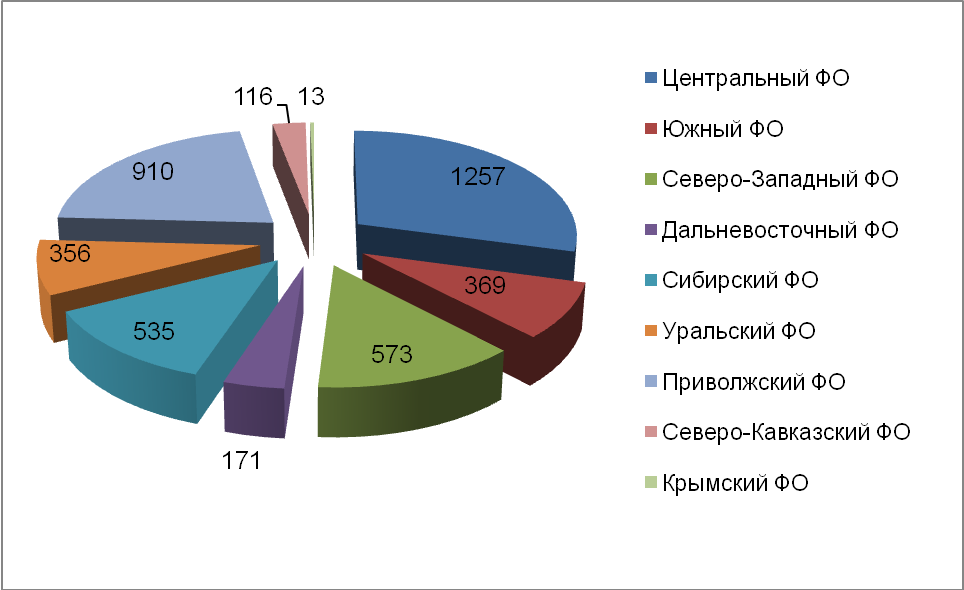 116
13
910
1257
356
369
535
573
171
Центральный ФО
Южный ФО
Северо-Западный ФО
Дальневосточный ФО
Сибирский ФО
Уральский ФО
Приволжский ФО
Северо-Кавказский ФО
Крымский ФО